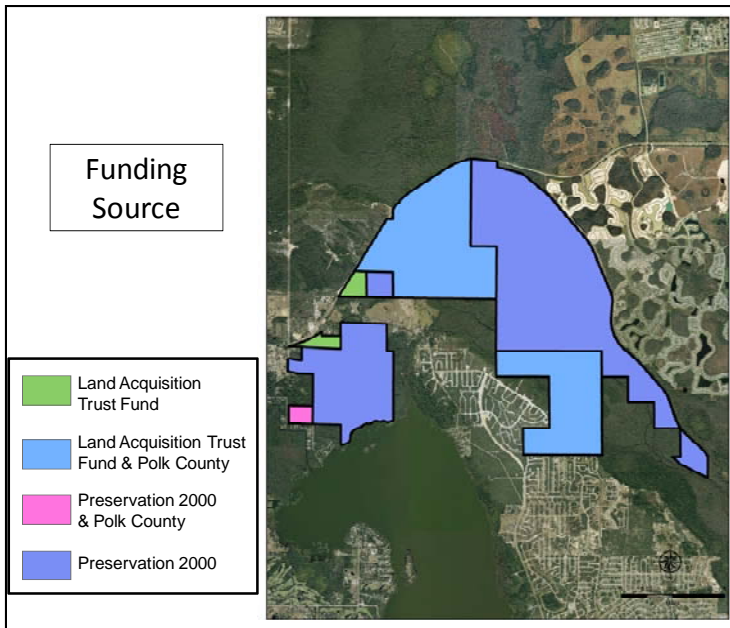 Funding
Source
Land Acquisition
Trust Fund
Land Acquisition Trust
Fund & Polk County
Preservation 2000
& Polk County
Preservation 2000